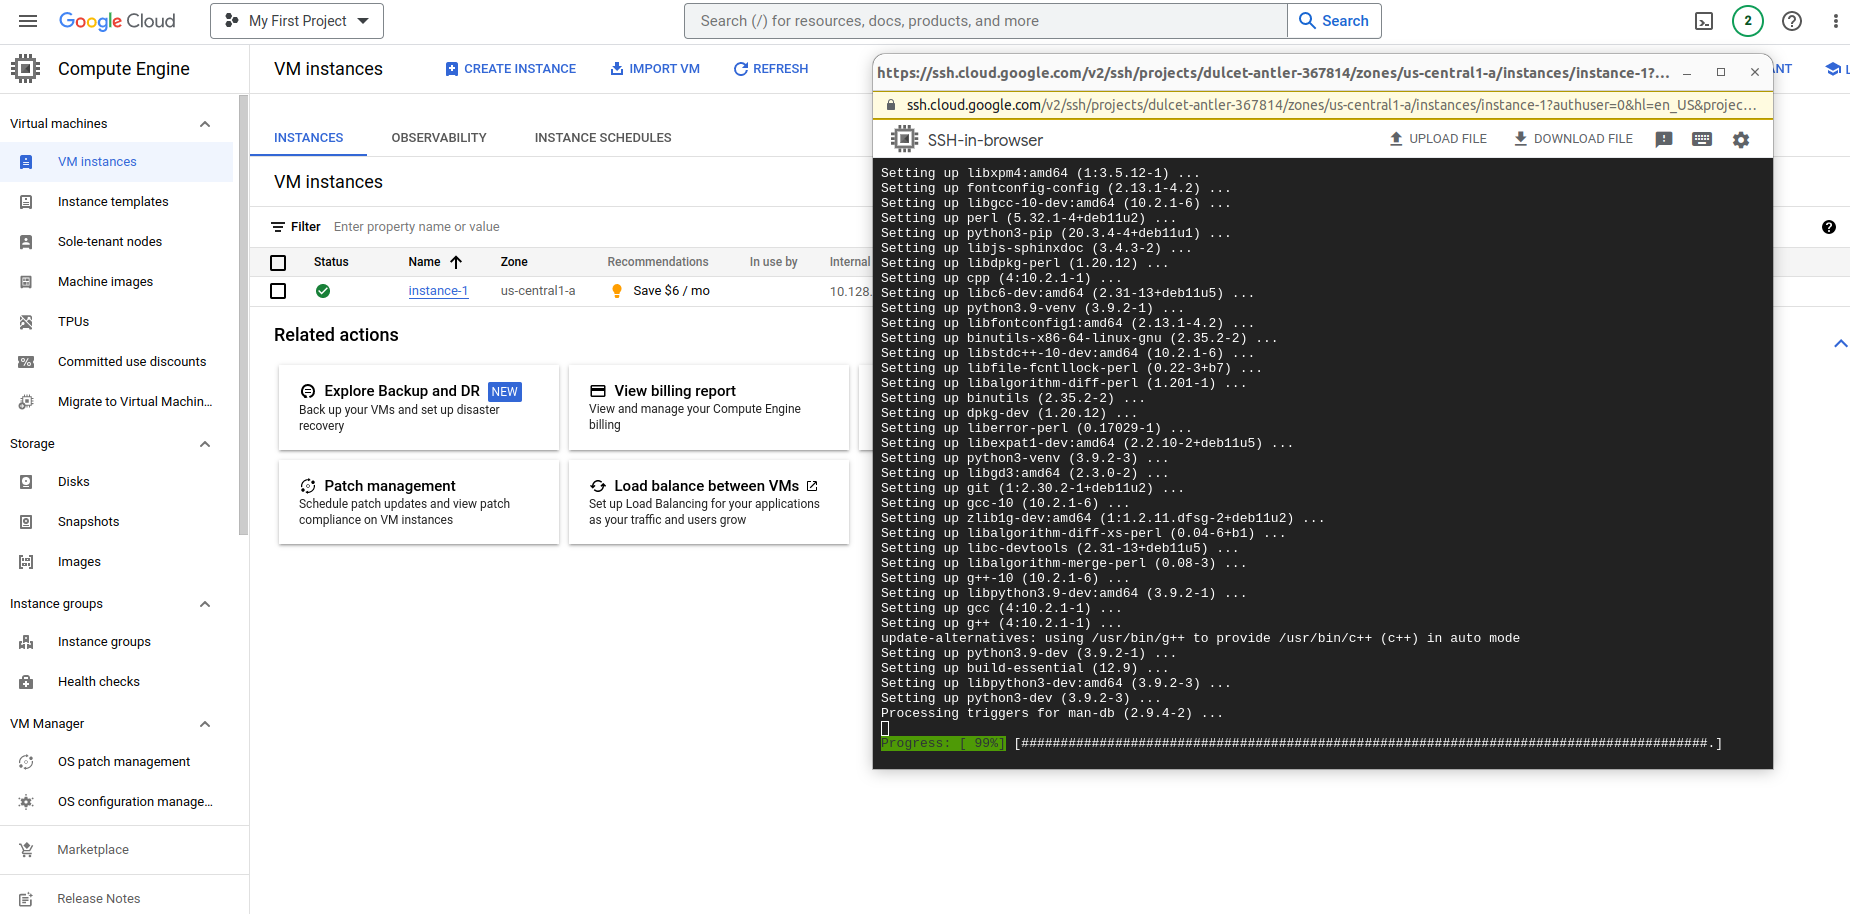 Google Cloud
My First Project
Search (/) for resources, docs, products, and more
Search
2
Compute Engine
Virtual machines
VM instances
Instance templates
Sole-tenant nodes
Machine images
TPUs
Committed use discounts
Migrate to Virtual Machin...
Storage
Disks
Snapshots
Images
Instance groups
Instance groups
Health checks
VM Manager
OS patch management
OS configuration manage...
Marketplace
Release Notes
VM instances
CREATE INSTANCE
IMPORT VM
REFRESH
INSTANCES
OBSERVABILITY
INSTANCE SCHEDULES
VM instances
Filter
Enter property name or value
Status
Name
Zone
Recommendations
In use by
Internal
instance-1
us-central1-a
Save $6 / mo
10.128.
Related actions
Explore Backup and DR
NEW
Back up your VMs and set up disaster
recovery
View billing report
View and manage your Compute Engine
billing
Patch management
Schedule patch updates and view patch
compliance on VM instances
Load balance between VMs
Set up Load Balancing for your applications
as your traffic and users grow
https://ssh.cloud.google.com/v2/ssh/projects/dulcet-antler-367814/zones/us-central1-a/instances/instance-1?...
ssh.cloud.google.com/v2/ssh/projects/dulcet-antler-367814/zones/us-central1-a/instances/instance-1?authuser=0&hl=en_US&projec...
SSH-in-browser
UPLOAD FILE
DOWNLOAD FILE
Setting up libxpm4:amd64 (1:3.5.12-1) ...
Setting up fontconfig-config (2.13.1-4.2) ...
Setting up libgcc-10-dev:amd64 (10.2.1-6) ...
Setting up perl (5.32.1-4+deb11u2) ...
Setting up python3-pip (20.3.4-4+deb11u1) ...
Setting up libjs-sphinxdoc (3.4.3-2) ...
Setting up libdpkg-perl (1.20.12) ...
Setting up cpp (4:10.2.1-1) ...
Setting up libc6-dev:amd64 (2.31-13+deb11u5) ...
Setting up python3.9-venv (3.9.2-1) ...
Setting up libfontconfig1:amd64 (2.13.1-4.2) ...
Setting up binutils-x86-64-linux-gnu (2.35.2-2) ...
Setting up libstdc++-10-dev:amd64 (10.2.1-6) ...
Setting up libfile-fcntllock-perl (0.22-3+b7) ...
Setting up libalgorithm-diff-perl (1.201-1) ...
Setting up binutils (2.35.2-2) ...
Setting up dpkg-dev (1.20.12) ...
Setting up liberror-perl (0.17029-1) ...
Setting up libexpat1-dev:amd64 (2.2.10-2+deb11u5) ...
Setting up python3-venv (3.9.2-3) ...
Setting up libgd3:amd64 (2.3.0-2) ...
Setting up git (1:2.30.2-1+deb11u2) ...
Setting up gcc-10 (10.2.1-6) ...
Setting up zlib1g-dev:amd64 (1:1.2.11.dfsg-2+deb11u2) ...
Setting up libalgorithm-diff-xs-perl (0.04-6+b1) ...
Setting up libc-devtools (2.31-13+deb11u5) ...
Setting up libalgorithm-merge-perl (0.08-3) ...
Setting up g++-10 (10.2.1-6) ...
Setting up libpython3.9-dev:amd64 (3.9.2-1) ...
Setting up gcc (4:10.2.1-1) ...
Setting up g++ (4:10.2.1-1) ...
update-alternatives: using /usr/bin/g++ to provide /usr/bin/c++ (c++) in auto mode
Setting up python3.9-dev (3.9.2-1) ...
Setting up build-essential (12.9) ...
Setting up libpython3-dev:amd64 (3.9.2-3) ...
Setting up python3-dev (3.9.2-3) ...
Processing triggers for man-db (2.9.4-2) ...
Progress: [ 99%] [########################################################################################.]
ANT
L